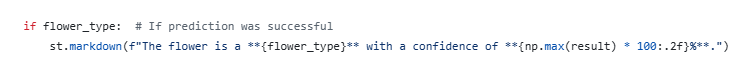 if flower_type:  # If prediction was successful
    st.markdown(f"The flower is a **{flower_type}** with a confidence of **{np.max(result) * 100:.2f}%**.")